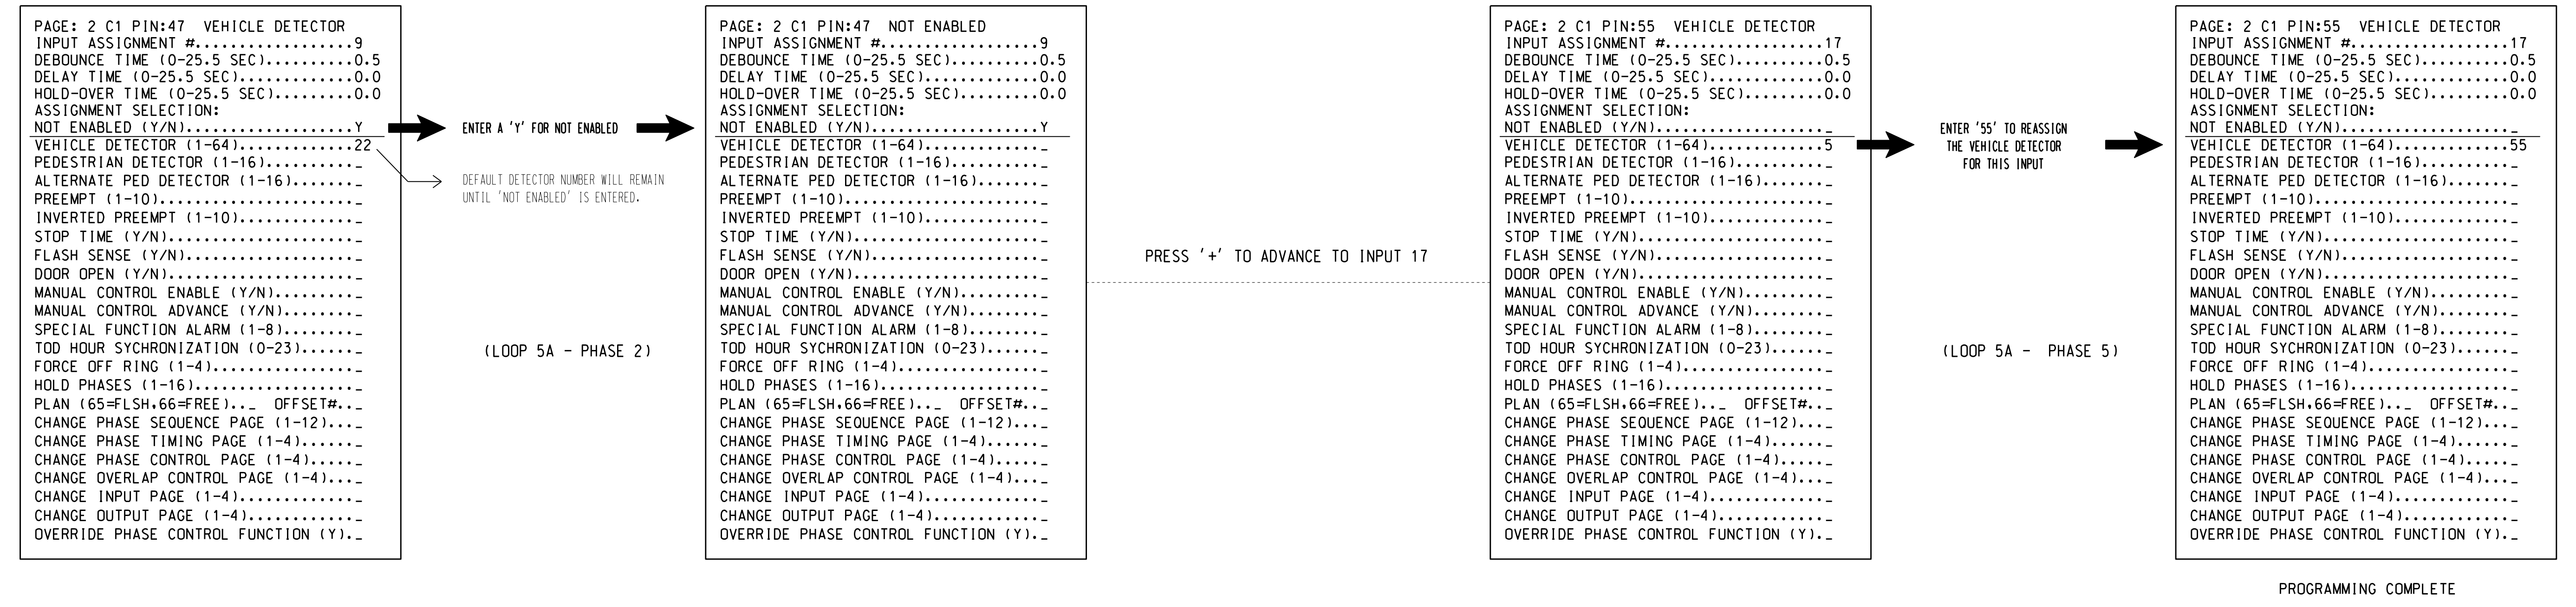 PAGE: 2 C1 PIN:47 VEHICLE DETECTOR
INPUT ASSIGNMENT #..................9
DEBOUNCE TIME (0-25.5 SEC)..........0.5
DELAY TIME (0-25.5 SEC).............0.0
HOLD-OVER TIME (0-25.5 SEC).........0.0
ASSIGNMENT SELECTION:
NOT ENABLED (Y/N)...................Y
VEHICLE DETECTOR (1-64).............22
PEDESTRIAN DETECTOR (1-16).........._
ALTERNATE PED DETECTOR (1-16)......._
PREEMPT (1-10)......................_
INVERTED PREEMPT (1-10)............._
STOP TIME (Y/N)....................._
FLASH SENSE (Y/N)..................._
DOOR OPEN (Y/N)....................._
MANUAL CONTROL ENABLE (Y/N)........._
MANUAL CONTROL ADVANCE (Y/N)........_
SPECIAL FUNCTION ALARM (1-8)........_
TOD HOUR SYCHRONIZATION (0-23)......_
FORCE OFF RING (1-4)................_
HOLD PHASES (1-16).................._
PLAN (65=FLSH,66=FREE).._ OFFSET#.._
CHANGE PHASE SEQUENCE PAGE (1-12)..._
CHANGE PHASE TIMING PAGE (1-4)......_
CHANGE PHASE CONTROL PAGE (1-4)....._
CHANGE OVERLAP CONTROL PAGE (1-4)..._
CHANGE INPUT PAGE (1-4)............._
CHANGE OUTPUT PAGE (1-4)............_
OVERRIDE PHASE CONTROL FUNCTION (Y)._
ENTER A 'Y' FOR NOT ENABLED
DEFAULT DETECTOR NUMBER WILL REMAIN
UNTIL 'NOT ENABLED' IS ENTERED.
(LOOP 5A - PHASE 2)
PAGE: 2 C1 PIN:47 NOT ENABLED
INPUT ASSIGNMENT #..................9
DEBOUNCE TIME (0-25.5 SEC)..........0.5
DELAY TIME (0-25.5 SEC).............0.0
HOLD-OVER TIME (0-25.5 SEC).........0.0
ASSIGNMENT SELECTION:
NOT ENABLED (Y/N)...................Y
VEHICLE DETECTOR (1-64)............._
PEDESTRIAN DETECTOR (1-16).........._
ALTERNATE PED DETECTOR (1-16)......._
PREEMPT (1-10)......................_
INVERTED PREEMPT (1-10)............._
STOP TIME (Y/N)....................._
FLASH SENSE (Y/N)..................._
DOOR OPEN (Y/N)....................._
MANUAL CONTROL ENABLE (Y/N)........._
MANUAL CONTROL ADVANCE (Y/N)........_
SPECIAL FUNCTION ALARM (1-8)........_
TOD HOUR SYCHRONIZATION (0-23)......_
FORCE OFF RING (1-4)................_
HOLD PHASES (1-16).................._
PLAN (65=FLSH,66=FREE).._ OFFSET#.._
CHANGE PHASE SEQUENCE PAGE (1-12)..._
CHANGE PHASE TIMING PAGE (1-4)......_
CHANGE PHASE CONTROL PAGE (1-4)....._
CHANGE OVERLAP CONTROL PAGE (1-4)..._
CHANGE INPUT PAGE (1-4)............._
CHANGE OUTPUT PAGE (1-4)............_
OVERRIDE PHASE CONTROL FUNCTION (Y)._
PRESS '+' TO ADVANCE TO INPUT 17
PAGE: 2 C1 PIN:55 VEHICLE DETECTOR
INPUT ASSIGNMENT #..................17
DEBOUNCE TIME (0-25.5 SEC)..........0.5
DELAY TIME (0-25.5 SEC).............0.0
HOLD-OVER TIME (0-25.5 SEC).........0.0
ASSIGNMENT SELECTION:
NOT ENABLED (Y/N)..................._
VEHICLE DETECTOR (1-64).............5
PEDESTRIAN DETECTOR (1-16).........._
ALTERNATE PED DETECTOR (1-16)......._
PREEMPT (1-10)......................_
INVERTED PREEMPT (1-10)............._
STOP TIME (Y/N)....................._
FLASH SENSE (Y/N)..................._
DOOR OPEN (Y/N)....................._
MANUAL CONTROL ENABLE (Y/N)........._
MANUAL CONTROL ADVANCE (Y/N)........_
SPECIAL FUNCTION ALARM (1-8)........_
TOD HOUR SYCHRONIZATION (0-23)......_
FORCE OFF RING (1-4)................_
HOLD PHASES (1-16).................._
PLAN (65=FLSH,66=FREE).._ OFFSET#.._
CHANGE PHASE SEQUENCE PAGE (1-12)..._
CHANGE PHASE TIMING PAGE (1-4)......_
CHANGE PHASE CONTROL PAGE (1-4)....._
CHANGE OVERLAP CONTROL PAGE (1-4)..._
CHANGE INPUT PAGE (1-4)............._
CHANGE OUTPUT PAGE (1-4)............_
OVERRIDE PHASE CONTROL FUNCTION (Y)._
ENTER '55' TO REASSIGN
THE VEHICLE DETECTOR
FOR THIS INPUT
(LOOP 5A - PHASE 5)
PAGE: 2 C1 PIN:55 VEHICLE DETECTOR
INPUT ASSIGNMENT #..................17
DEBOUNCE TIME (0-25.5 SEC)..........0.5
DELAY TIME (0-25.5 SEC).............0.0
HOLD-OVER TIME (0-25.5 SEC).........0.0
ASSIGNMENT SELECTION:
NOT ENABLED (Y/N)..................._
VEHICLE DETECTOR (1-64).............55
PEDESTRIAN DETECTOR (1-16).........._
ALTERNATE PED DETECTOR (1-16)......._
PREEMPT (1-10)......................_
INVERTED PREEMPT (1-10)............._
STOP TIME (Y/N)....................._
FLASH SENSE (Y/N)..................._
DOOR OPEN (Y/N)....................._
MANUAL CONTROL ENABLE (Y/N)........._
MANUAL CONTROL ADVANCE (Y/N)........_
SPECIAL FUNCTION ALARM (1-8)........_
TOD HOUR SYCHRONIZATION (0-23)......_
FORCE OFF RING (1-4)................_
HOLD PHASES (1-16).................._
PLAN (65=FLSH,66=FREE).._ OFFSET#.._
CHANGE PHASE SEQUENCE PAGE (1-12)..._
CHANGE PHASE TIMING PAGE (1-4)......_
CHANGE PHASE CONTROL PAGE (1-4)....._
CHANGE OVERLAP CONTROL PAGE (1-4)..._
CHANGE INPUT PAGE (1-4)............._
CHANGE OUTPUT PAGE (1-4)............_
OVERRIDE PHASE CONTROL FUNCTION (Y)._
PROGRAMMING COMPLETE